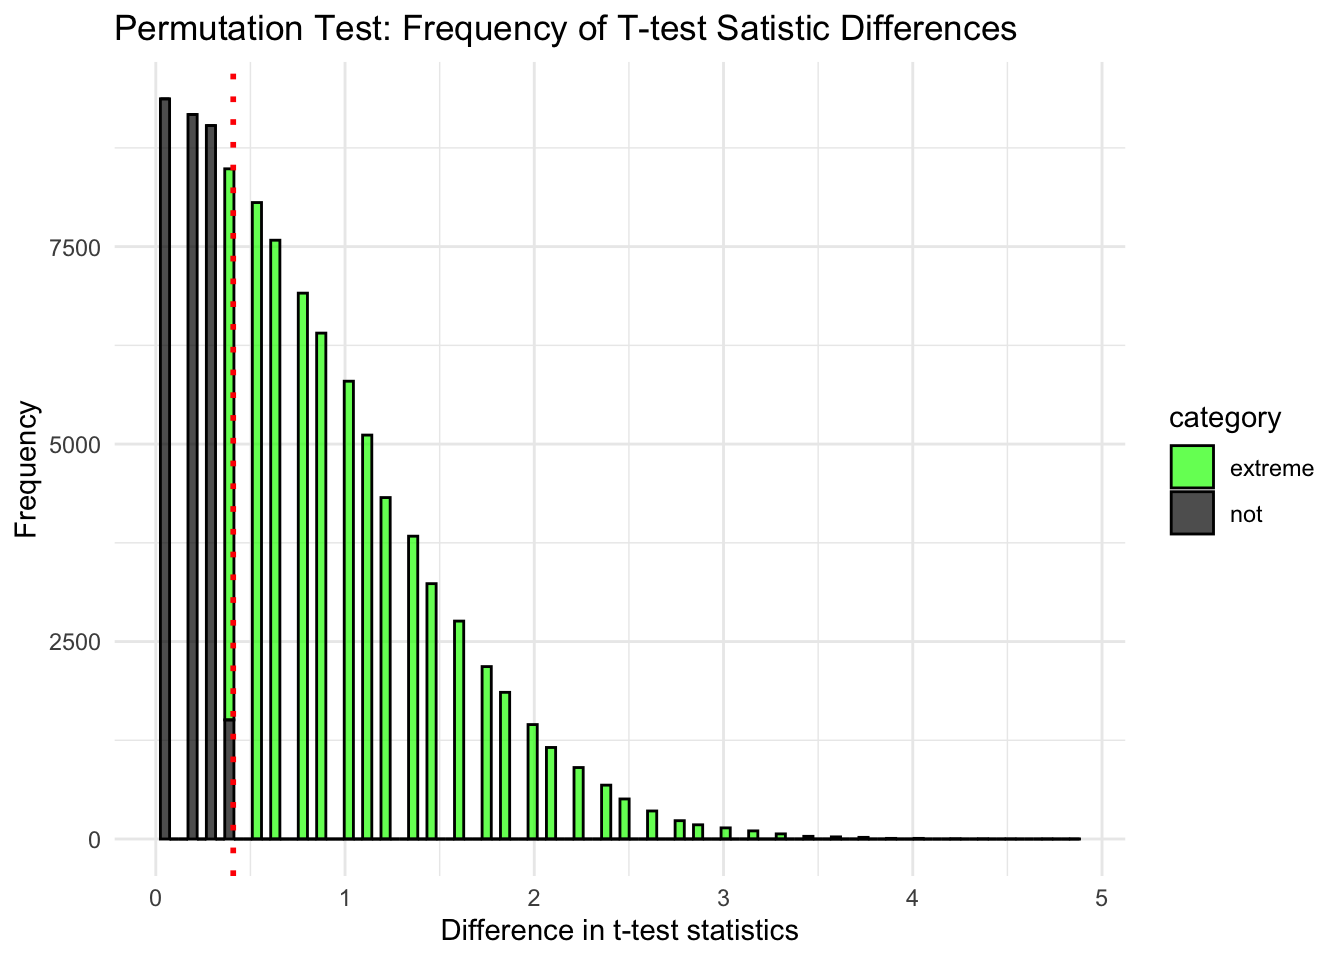 Permutation Test: Frequency of T-test Satistic Differences
Frequency
7500
5000
2500
0
0 1 2 3 4 5
Difference in t-test statistics
category
extreme
not